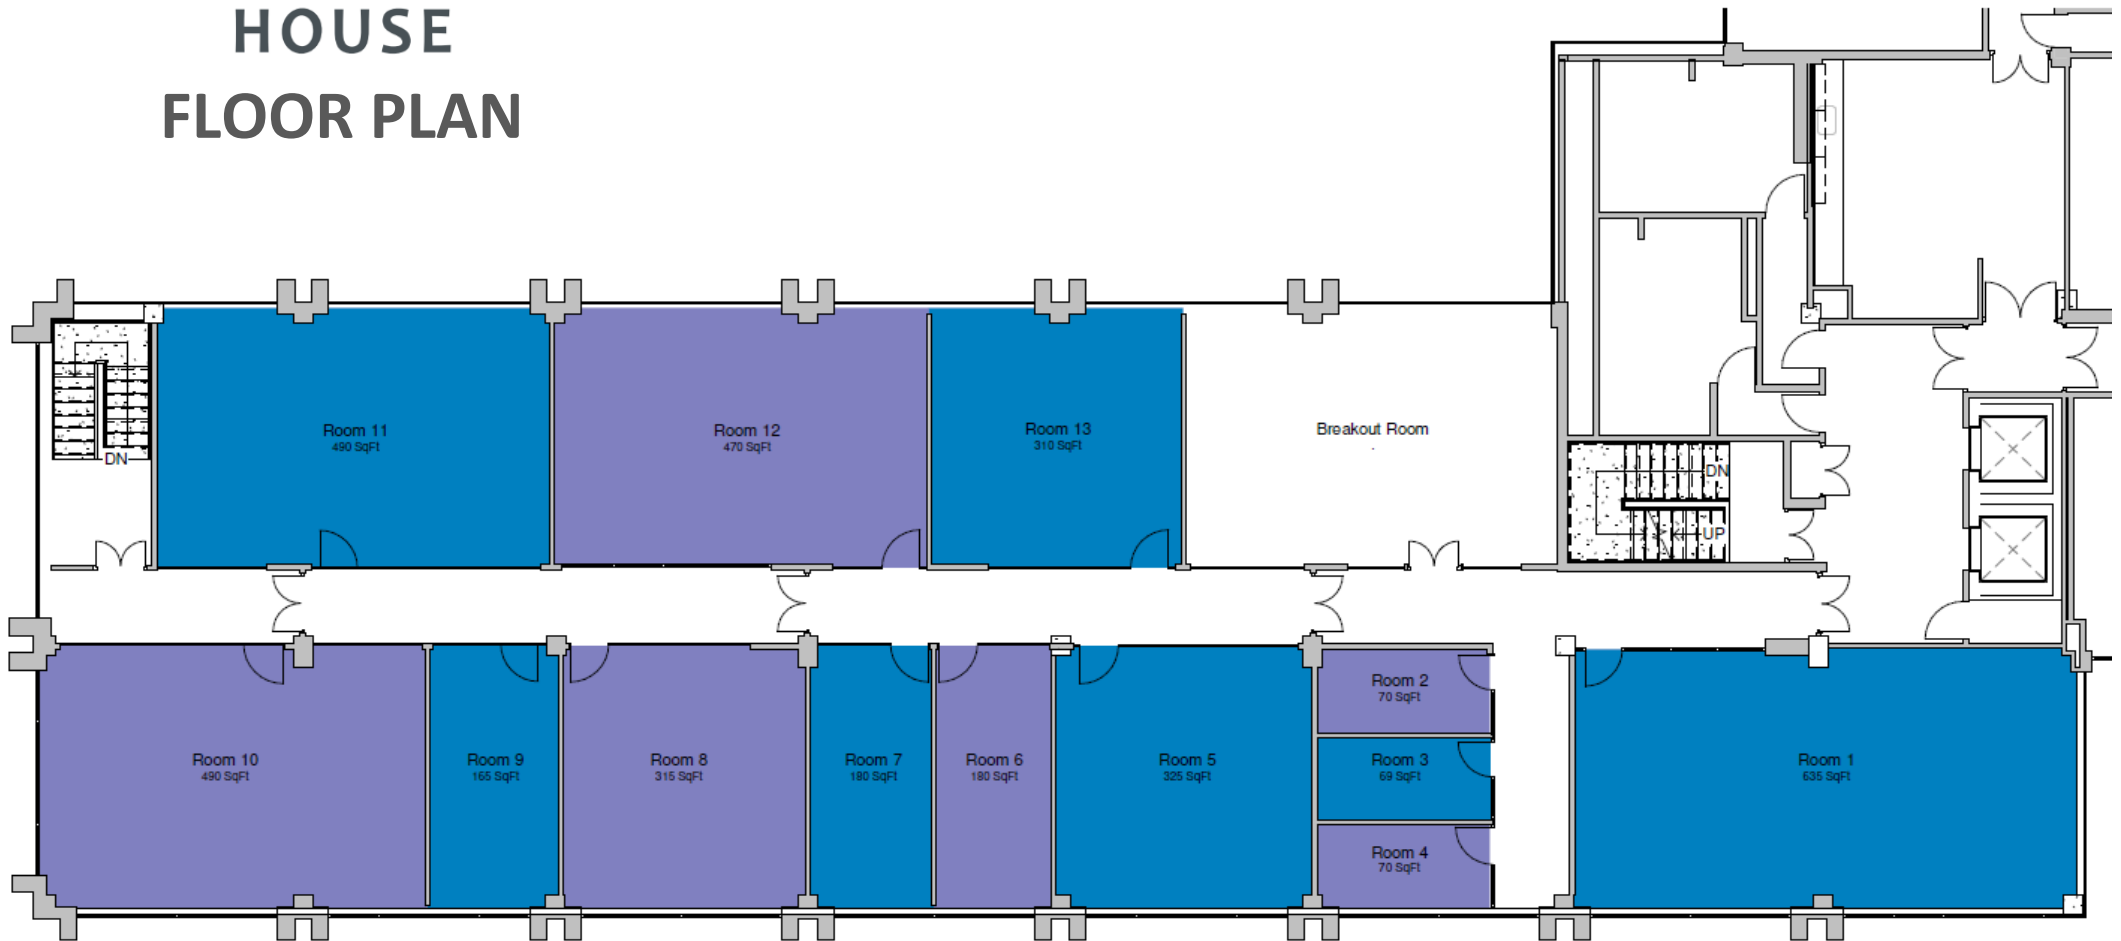 HOUSE
FLOOR PLAN
Room 11
490 SqFt
Room 12
470 SqFt
Room 13
310 SqFt
Breakout Room
DN
DN
UP
Room 10
490 SqFt
Room 9
165 SqFt
Room 8
315 SqFt
Room 7
180 SqFt
Room 6
180 SqFt
Room 5
325 SqFt
Room 2
70 SqFt
Room 3
69 SqFt
Room 4
70 SqFt
Room 1
635 SqFt